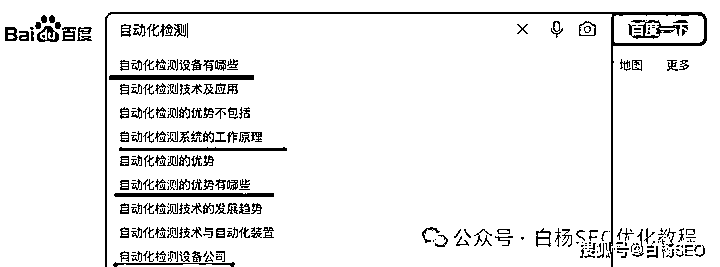 Bai百度
自动化检测
百度一下
自动化检测设备有哪些
地图 更多
自动化检测技术及应用
自动化检测的优势不包括
自动化检测系统的工作原理
自动化检测的优势
自动化检测的优势有哪些
自动化检测技术的发展趋势
自动化检测技术与自动化装置
公众号·白杨SEO优化教程
搜狐号@白杨SEO
自动化检测设备公司